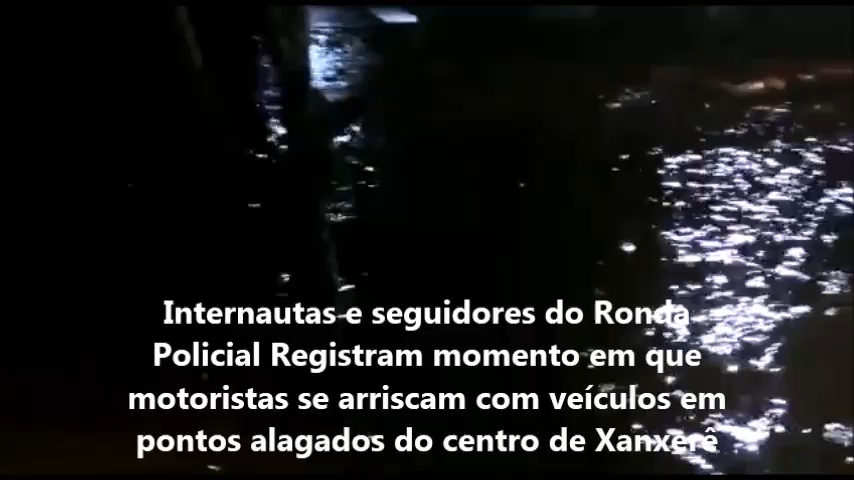 Internautas e seguidores do Ronda
Policial Registram momento em que
motoristas se arriscam com veículos em
pontos alagados do centro de Xanxerê